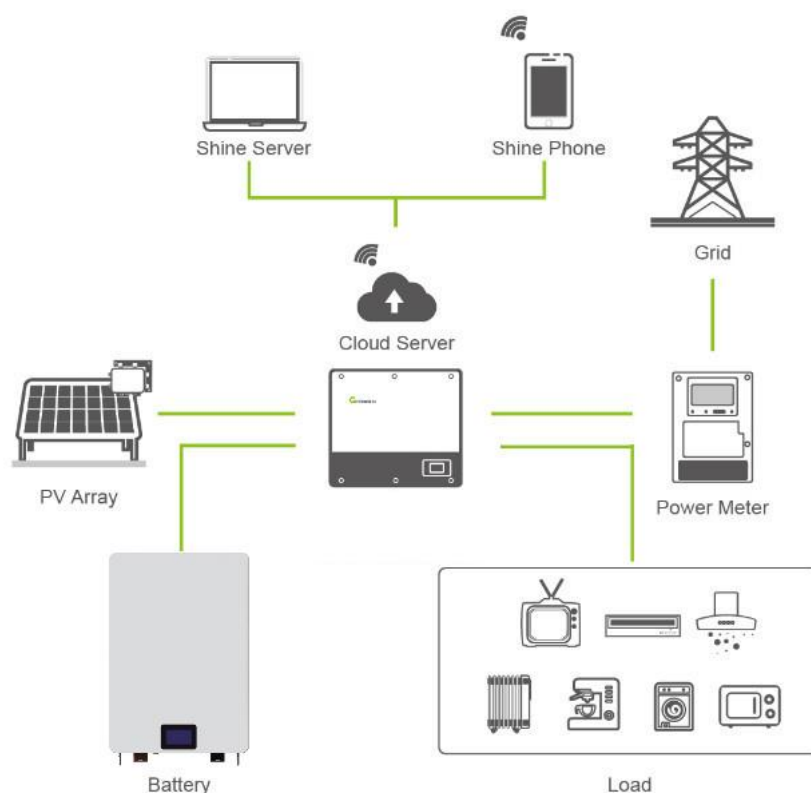 Shine Server
Shine Phone
Grid
Cloud Server
PV Array
Power Meter
Battery
Load